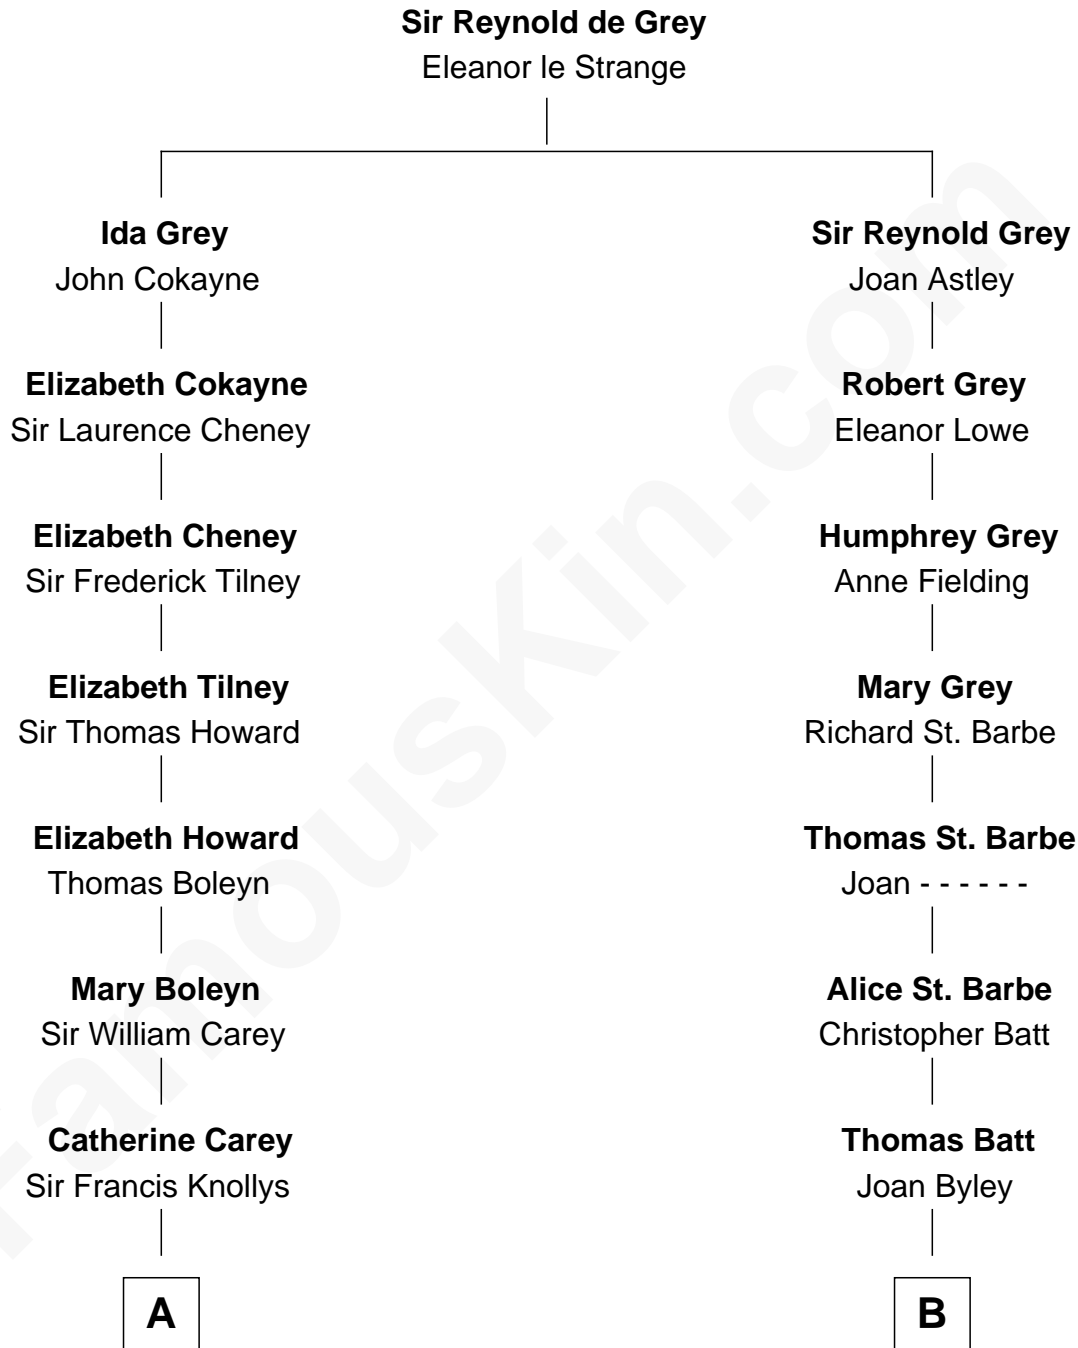 Sir Reynold de Grey
Eleanor le Strange
Ida Grey
John Cokayne
Sir Reynold Grey
Joan Astley
Elizabeth Cokayne
Sir Laurence Cheney
Robert Grey
Eleanor Lowe
Elizabeth Cheney
Sir Frederick Tilney
Humphrey Grey
Anne Fielding
Elizabeth Tilney
Sir Thomas Howard
Mary Grey
Richard St. Barbe
Elizabeth Howard
Thomas Boleyn
Thomas St. Barbe
Joan - - - - - -
Mary Boleyn
Sir William Carey
Alice St. Barbe
Christopher Batt
Catherine Carey
Sir Francis Knollys
Thomas Batt
Joan Byley
A
B
FamousKin.com